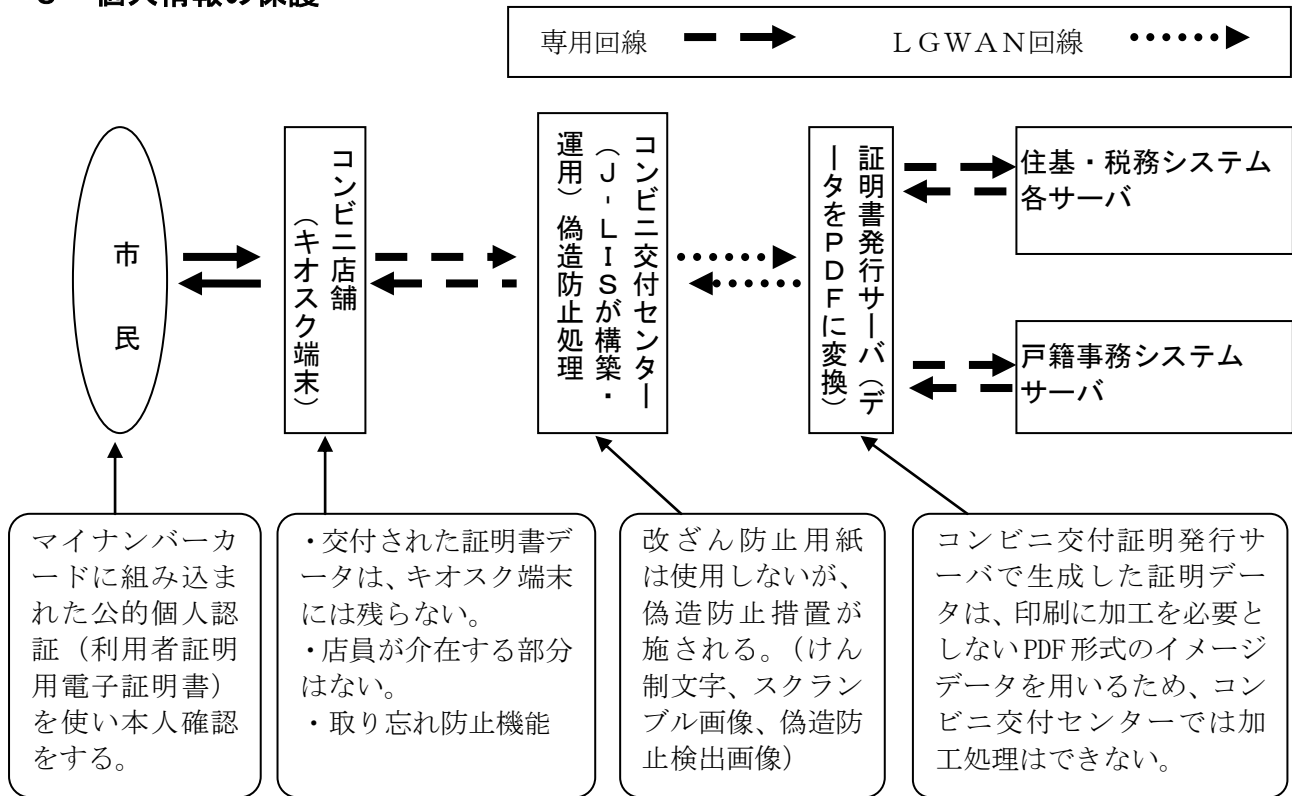 個人情報の保護
専用回線
ＬＧＷＡＮ回線
市
民
コンビニ店舗
（キオスク端末）
コンビニ交付センター
（Ｊ-ＬＩＳが構築・
運用）偽造防止処理
証明書発行サーバ（デ
ータをＰＤＦに変換）
住基・税務システム
各サーバ
戸籍事務システム
サーバ
マイナンバーカ
ードに組み込ま
れた公的個人認
証（利用者証明
用電子証明書）
を使い本人確認
をする。
・交付された証明書デ
ータは、キオスク端末
には残らない。
・店員が介在する部分
はない。
・取り忘れ防止機能
改ざん防止用紙
は使用しないが、
偽造防止措置が
施される。（けん
制文字、スクラン
ブル画像、偽造防
止検出画像）
コンビニ交付証明発行サ
ーバで生成した証明デー
タは、印刷に加工を必要と
しない PDF 形式のイメージ
データを用いるため、コン
ビニ交付センターでは加
工処理はできない。